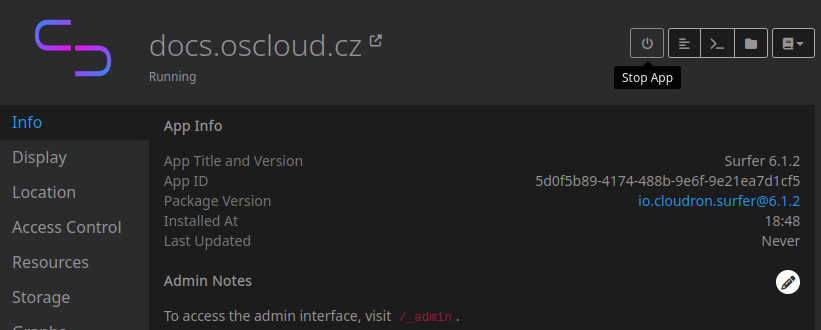 docs.oscloud.cz
Running
Stop App
Info
Display
Location
Access Control
Resources
Storage
App Info
App Title and Version Surfer 6.1.2
App ID 5d0f5b89-4174-488b-9e6f-9e21ea7d1cf5
Package Version io.cloudron.surfer@6.1.2
Installed At 18:48
Last Updated Never
Admin Notes
To access the admin interface, visit /_admin .